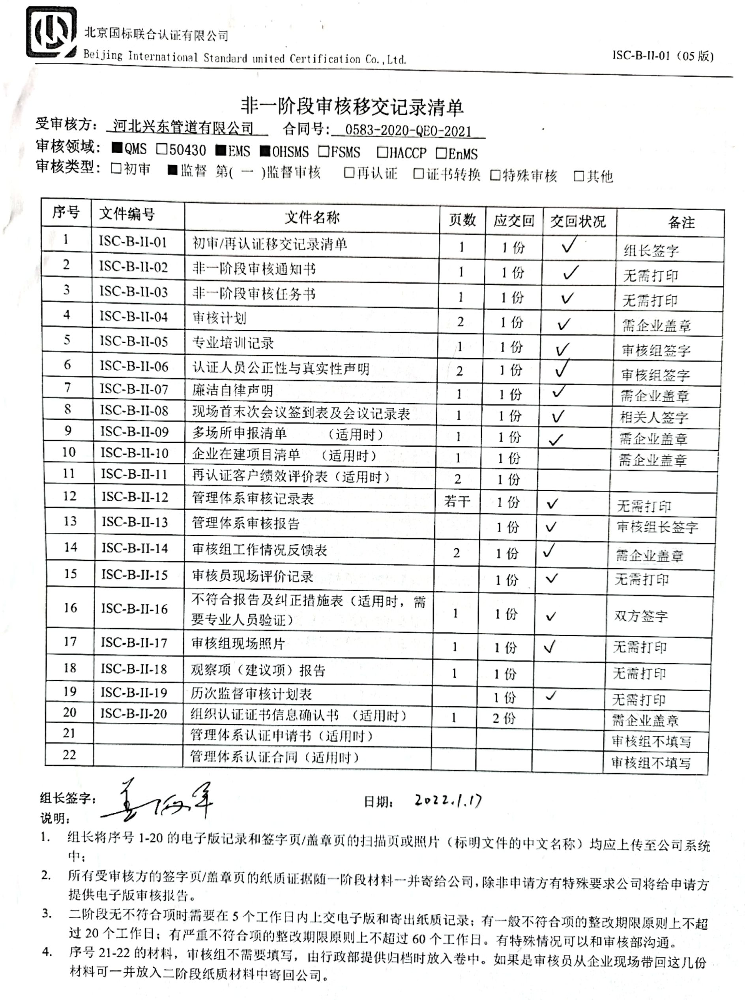 北京国标联合认证有限公司
Beijing International Standard united Certification Co.,Ltd.
ISC-B-II-01（05版）
非一阶段审核移交记录清单
受审核方： 河北兴东管道有限公司 合同号： 0583-2020-QEO-2021
审核领域：■QMS □50430 ■EMS ■OHSMS □FSMS □HACCP □EnMS
审核类型：□初审 ■监督 第( 一 )监督审核 □再认证 □证书转换 □特殊审核 □其他
序号 文件编号 文件名称 页数 应交回 交回状况 备注
1 ISC-B-II-01 初审/再认证移交记录清单 1 1份 ✓ 组长签字
2 ISC-B-II-02 非一阶段审核通知书 1 1份 ✓ 无需打印
3 ISC-B-II-03 非一阶段审核任务书 1 1份 ✓ 无需打印
4 ISC-B-II-04 审核计划 2 1份 ✓ 需企业盖章
5 ISC-B-II-05 专业培训记录 1 1份 ✓ 审核组签字
6 ISC-B-II-06 认证人员公正性与真实性声明 2 1份 ✓ 审核组签字
7 ISC-B-II-07 廉洁自律声明 1 1份 ✓ 需企业盖章
8 ISC-B-II-08 现场首末次会议签到表及会议记录表 1 1份 ✓ 相关人签字
9 ISC-B-II-09 多场所申报清单 （适用时） 1 1份 ✓ 需企业盖章
10 ISC-B-II-10 企业在建项目清单 （适用时） 1 1份 需企业盖章
11 ISC-B-II-11 再认证客户绩效评价表（适用时） 2 1份
12 ISC-B-II-12 管理体系审核记录表 若干 1份 ✓ 无需打印
13 ISC-B-II-13 管理体系审核报告 1份 ✓ 审核组长签字
14 ISC-B-II-14 审核组工作情况反馈表 2 1份 ✓ 需企业盖章
15 ISC-B-II-15 审核员现场评价记录 1份 ✓ 无需打印
16 ISC-B-II-16 不符合报告及纠正措施表（适用时，需
要专业人员验证） 1 1份 ✓ 双方签字
17 ISC-B-II-17 审核组现场照片 1 1份 ✓ 无需打印
18 ISC-B-II-18 观察项（建议项）报告 1 1份 无需打印
19 ISC-B-II-19 历次监督审核计划表 1份 ✓ 无需打印
20 ISC-B-II-20 组织认证证书信息确认书 （适用时） 1 2份 需企业盖章
21 管理体系认证申请书（适用时） 审核组不填写
22 管理体系认证合同（适用时） 审核组不填写
组长签字： 日期： 2022.1.17
说明：
1. 组长将序号 1-20 的电子版记录和签字页/盖章页的扫描页或照片（标明文件的中文名称）均应上传至公司系统
中；
2. 所有受审核方的签字页/盖章页的纸质证据随一阶段材料一并寄给公司,除非申请方有特殊要求公司将给申请方
提供电子版审核报告。
3. 二阶段无不符合项时需要在 5 个工作日内上交电子版和寄出纸质记录；有一般不符合项的整改期限原则上不超
过 20 个工作日；有严重不符合项的整改期限原则上不超过 60 个工作日。有特殊情况可以和审核部沟通。
4. 序号 21-22 的材料，审核组不需要填写，由行政部提供归档时放入卷中。如果是审核员从企业现场带回这几份
材料可一并放入二阶段纸质材料中寄回公司。